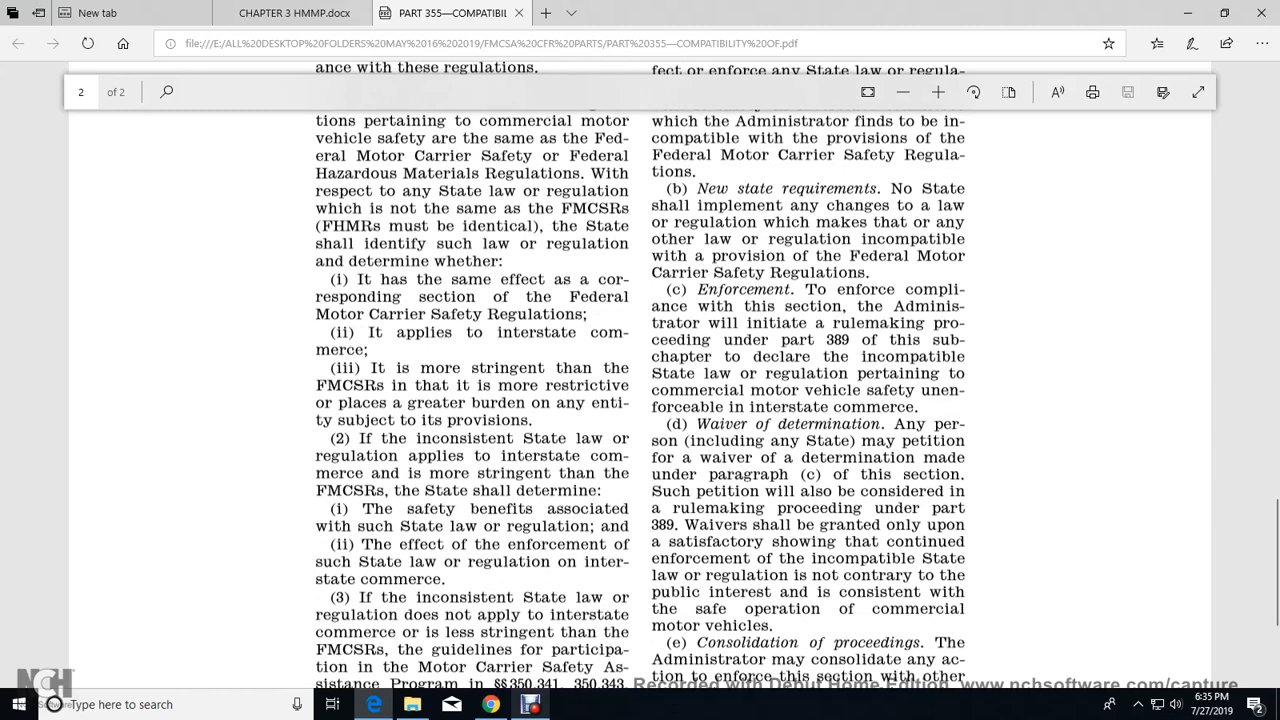 New tab
CHAPTER 3 HMMP.docx
PART 355—COMPATIBIL
file:///E:/ALL%20DESKTOP%20FOLDERS%20MAY%2016%202019/FMCSA%20CFR%20PARTS/PART%20355—COMPATIBILITY%20OF.pdf
2 of 2
ance with these regulations.
tions pertaining to commercial motor
vehicle safety are the same as the Fed-
eral Motor Carrier Safety or Federal
Hazardous Materials Regulations. With
respect to any State law or regulation
which is not the same as the FMCSRs
(FHMRs must be identical), the State
shall identify such law or regulation
and determine whether:
(i) It has the same effect as a cor-
responding section of the Federal
Motor Carrier Safety Regulations;
(ii) It applies to interstate com-
merce;
(iii) It is more stringent than the
FMCSRs in that it is more restrictive
or places a greater burden on any enti-
ty subject to its provisions.
(2) If the inconsistent State law or
regulation applies to interstate com-
merce and is more stringent than the
FMCSRs, the State shall determine:
(i) The safety benefits associated
with such State law or regulation; and
(ii) The effect of the enforcement of
such State law or regulation on inter-
state commerce.
(3) If the inconsistent State law or
regulation does not apply to interstate
commerce or is less stringent than the
FMCSRs, the guidelines for participa-
tion in the Motor Carrier Safety As-
sistance Program in §§ 350.341, 350.343,
fect or enforce any State law or regula-
which the Administrator finds to be in-
compatible with the provisions of the
Federal Motor Carrier Safety Regula-
tions.
(b) New state requirements. No State
shall implement any changes to a law
or regulation which makes that or any
other law or regulation incompatible
with a provision of the Federal Motor
Carrier Safety Regulations.
(c) Enforcement. To enforce compli-
ance with this section, the Adminis-
trator will initiate a rulemaking pro-
ceeding under part 389 of this sub-
chapter to declare the incompatible
State law or regulation pertaining to
commercial motor vehicle safety unen-
forceable in interstate commerce.
(d) Waiver of determination. Any per-
son (including any State) may petition
for a waiver of a determination made
under paragraph (c) of this section.
Such petition will also be considered in
a rulemaking proceeding under part
389. Waivers shall be granted only upon
a satisfactory showing that continued
enforcement of the incompatible State
law or regulation is not contrary to the
public interest and is consistent with
the safe operation of commercial
motor vehicles.
(e) Consolidation of proceedings. The
Administrator may consolidate any ac-
tion to enforce this section with other
NCH
Recorded with Debut Home Edition. www.nchsoftware.com/capture
Type here to search
6:35 PM
7/27/2019
2